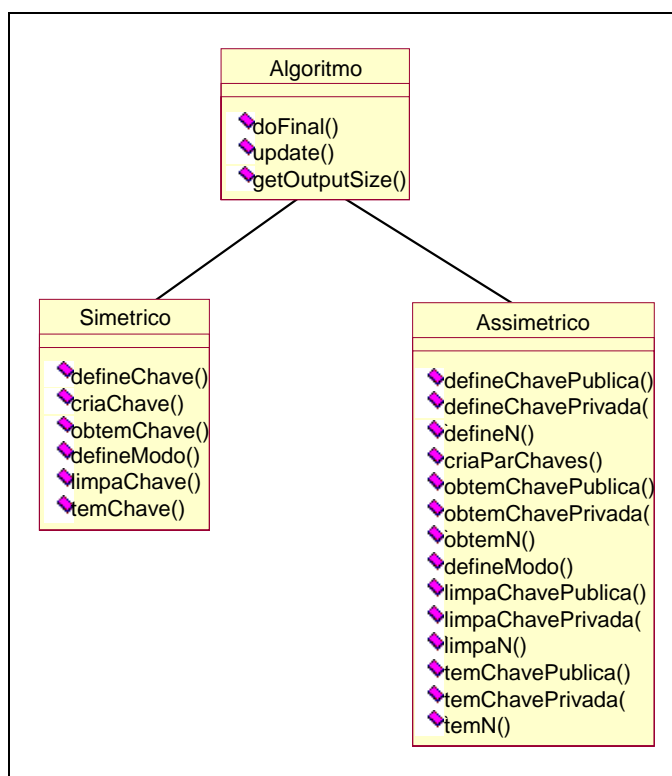 Algoritmo
doFinal()
update()
getOutputSize()
Simetrico
defineChave()
criaChave()
obtemChave()
defineModo()
limpaChave()
temChave()
Assimetrico
defineChavePublica()
defineChavePrivada(
defineN()
criaParChaves()
obtemChavePublica()
obtemChavePrivada(
obtemN()
defineModo()
limpaChavePublica()
limpaChavePrivada(
limpaN()
temChavePublica()
temChavePrivada(
temN()